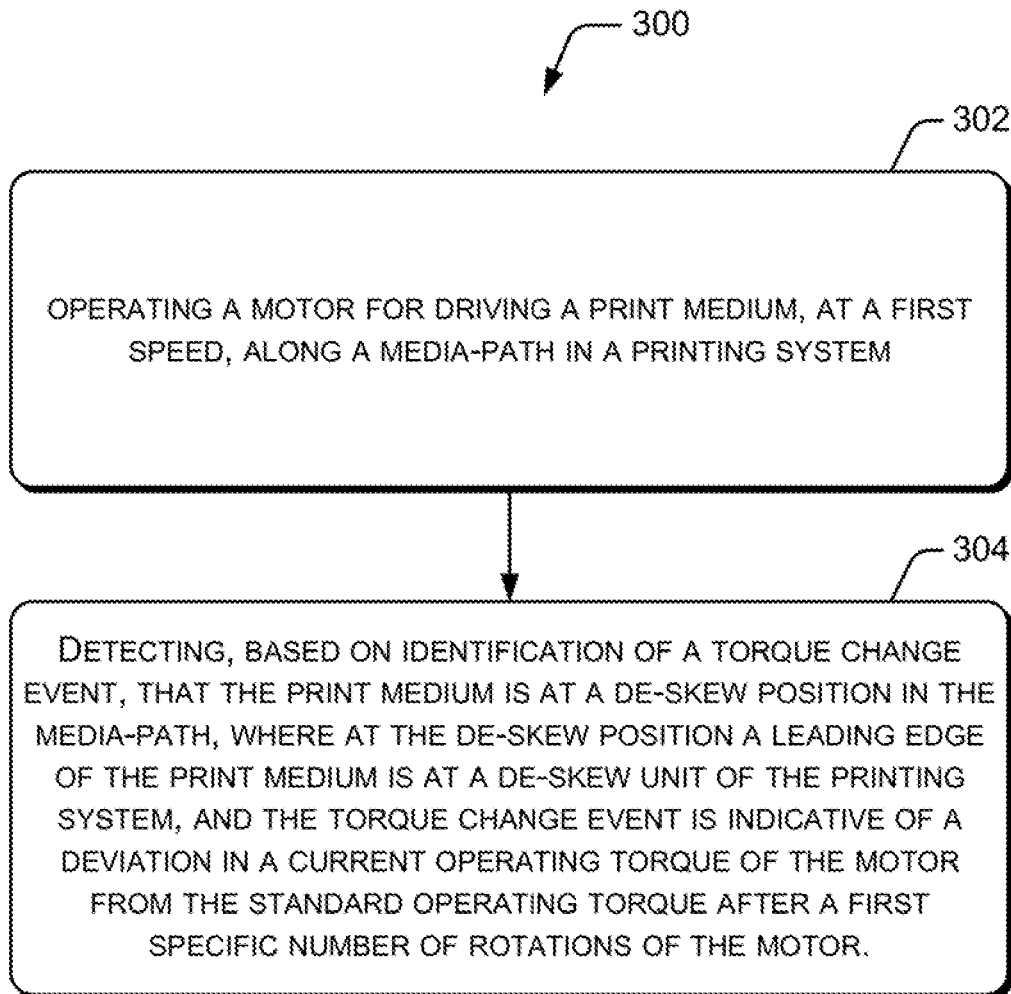 300
302
OPERATING A MOTOR FOR DRIVING A PRINT MEDIUM, AT A FIRST
SPEED, ALONG A MEDIA-PATH IN A PRINTING SYSTEM
304
DETECTING, BASED ON IDENTIFICATION OF A TORQUE CHANGE
EVENT, THAT THE PRINT MEDIUM IS AT A DE-SKEW POSITION IN THE
MEDIA-PATH, WHERE AT THE DE-SKEW POSITION A LEADING EDGE
OF THE PRINT MEDIUM IS AT A DE-SKEW UNIT OF THE PRINTING
SYSTEM, AND THE TORQUE CHANGE EVENT IS INDICATIVE OF A
DEVIATION IN A CURRENT OPERATING TORQUE OF THE MOTOR
FROM THE STANDARD OPERATING TORQUE AFTER A FIRST
SPECIFIC NUMBER OF ROTATIONS OF THE MOTOR.